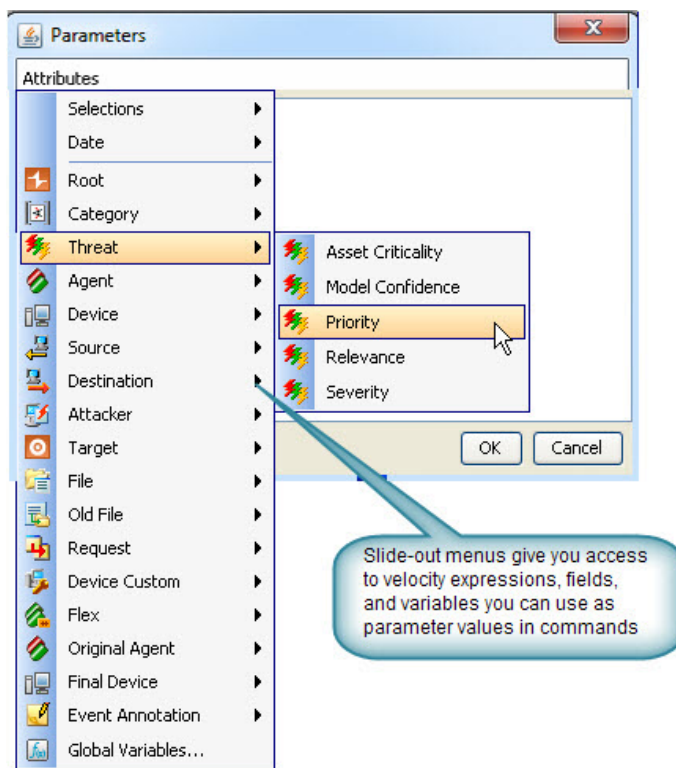 Parameters
Attributes
Selections
Date
Root
Category
Threat
Agent
Device
Source
Destination
Attacker
Target
File
Old File
Request
Device Custom
Flex
Original Agent
Final Device
Event Annotation
Global Variables...
Asset Criticality
Model Confidence
Priority
Relevance
Severity
OK
Cancel
Slide-out menus give you access
to velocity expressions, fields,
and variables you can use as
parameter values in commands